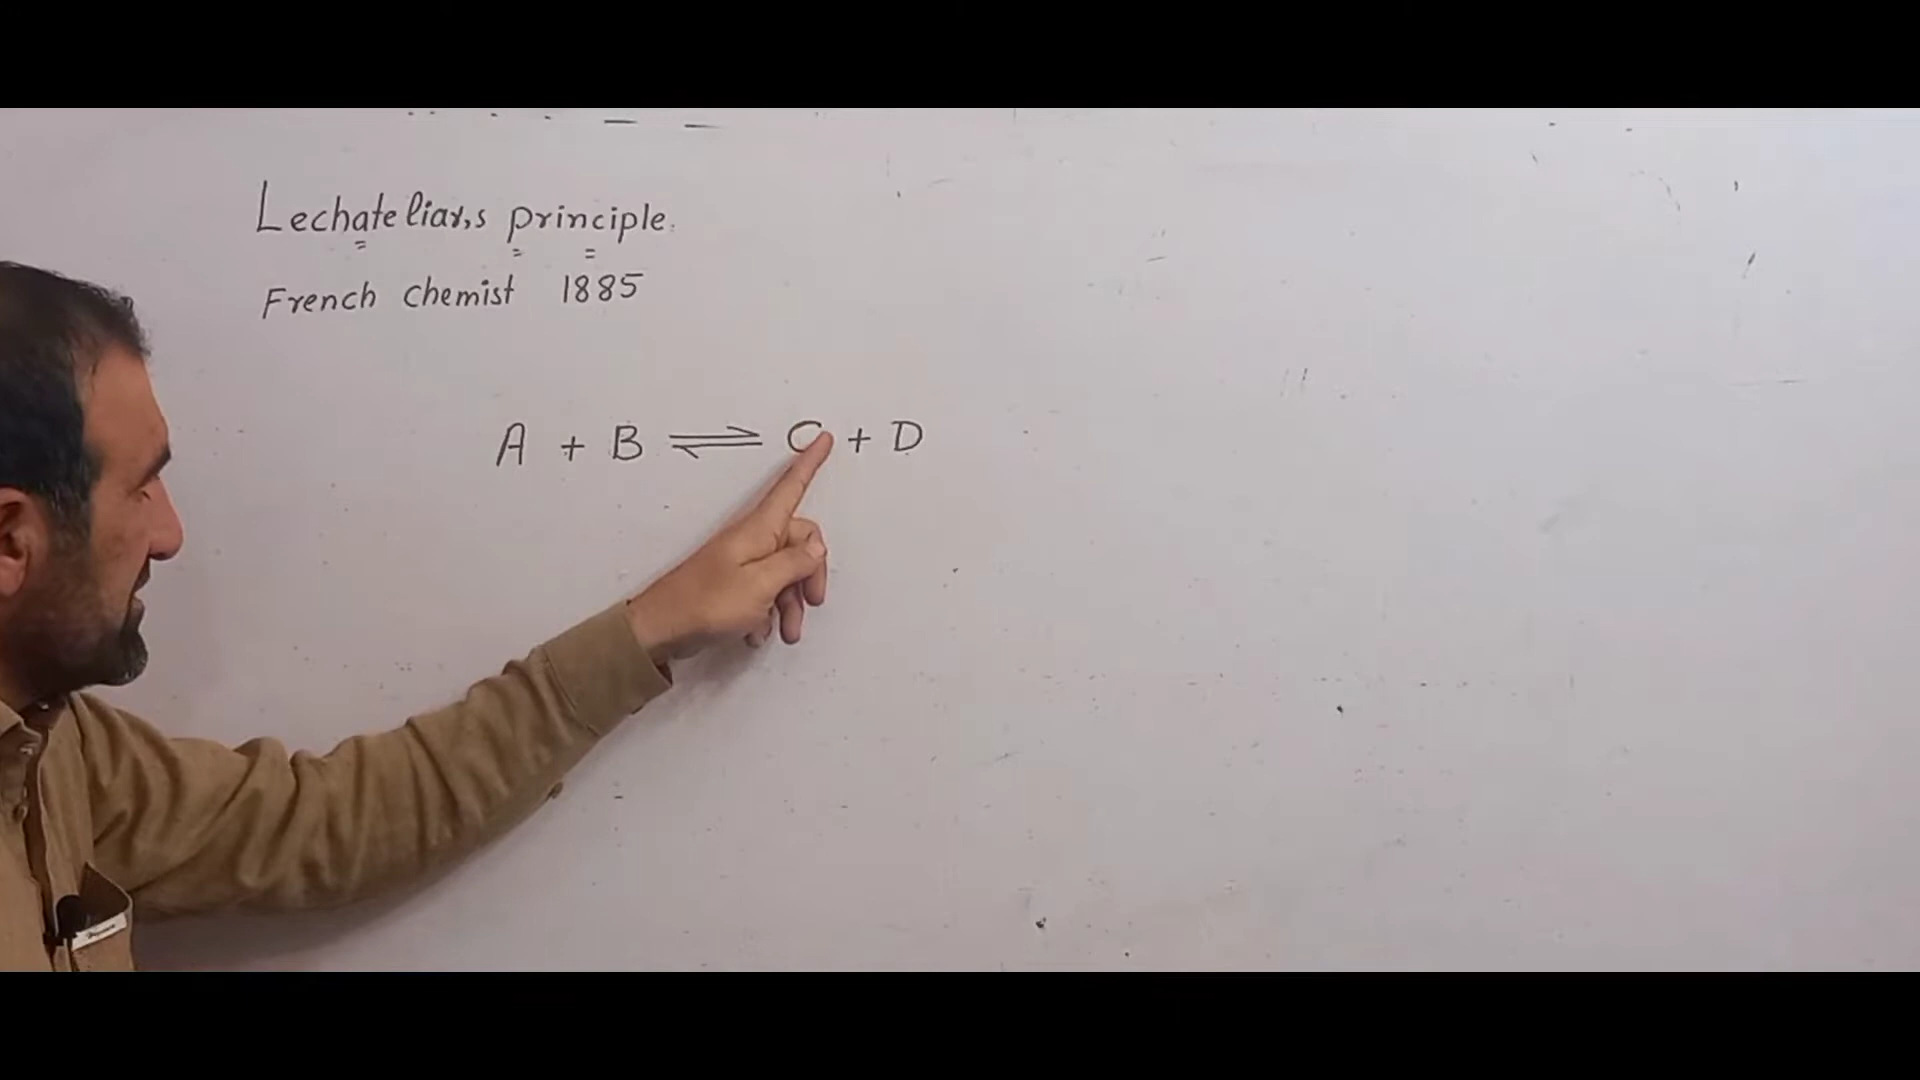 Lechateliar,s principle.
French chemist 1885
A + B ⇌ C + D